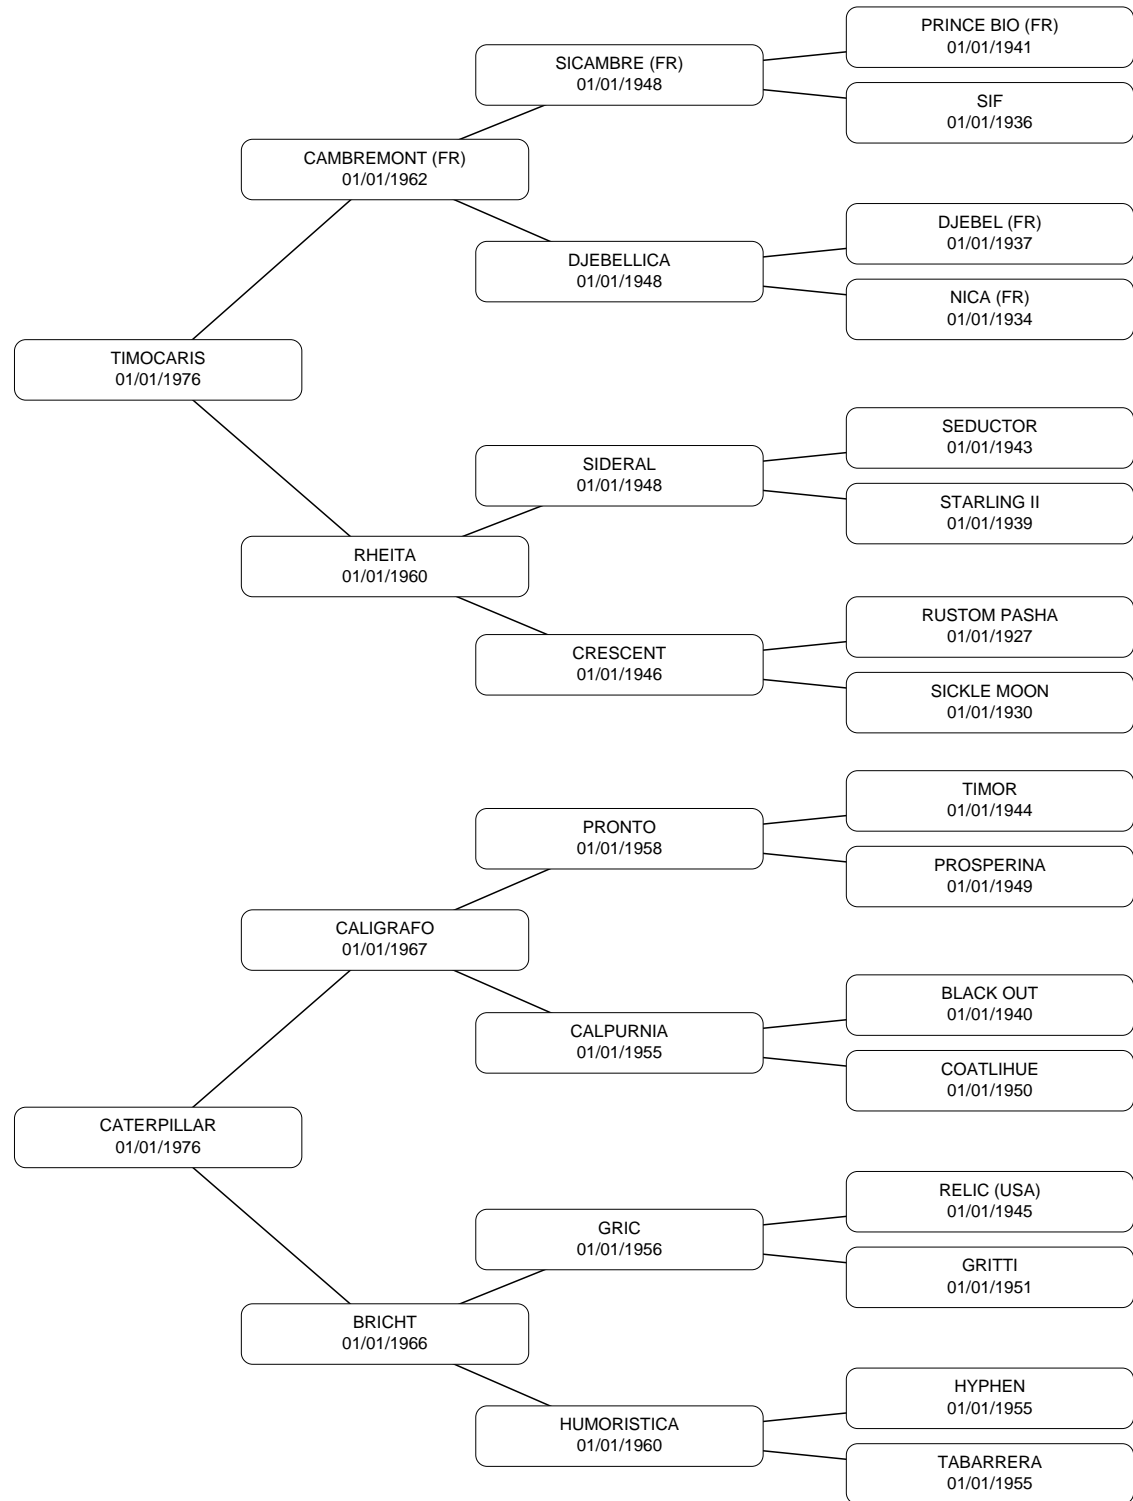 PRINCE BIO (FR)
01/01/1941
SICAMBRE (FR)
01/01/1948
SIF
01/01/1936
CAMBREMONT (FR)
01/01/1962
DJEBEL (FR)
01/01/1937
DJEBELLICA
01/01/1948
NICA (FR)
01/01/1934
TIMOCARIS
01/01/1976
SEDUCTOR
01/01/1943
SIDERAL
01/01/1948
STARLING II
01/01/1939
RHEITA
01/01/1960
RUSTOM PASHA
01/01/1927
CRESCENT
01/01/1946
SICKLE MOON
01/01/1930
TIMOR
01/01/1944
PRONTO
01/01/1958
PROSPERINA
01/01/1949
CALIGRAFO
01/01/1967
BLACK OUT
01/01/1940
CALPURNIA
01/01/1955
COATLIHUE
01/01/1950
CATERPILLAR
01/01/1976
RELIC (USA)
01/01/1945
GRIC
01/01/1956
GRITTI
01/01/1951
BRICHT
01/01/1966
HYPHEN
01/01/1955
HUMORISTICA
01/01/1960
TABARRERA
01/01/1955